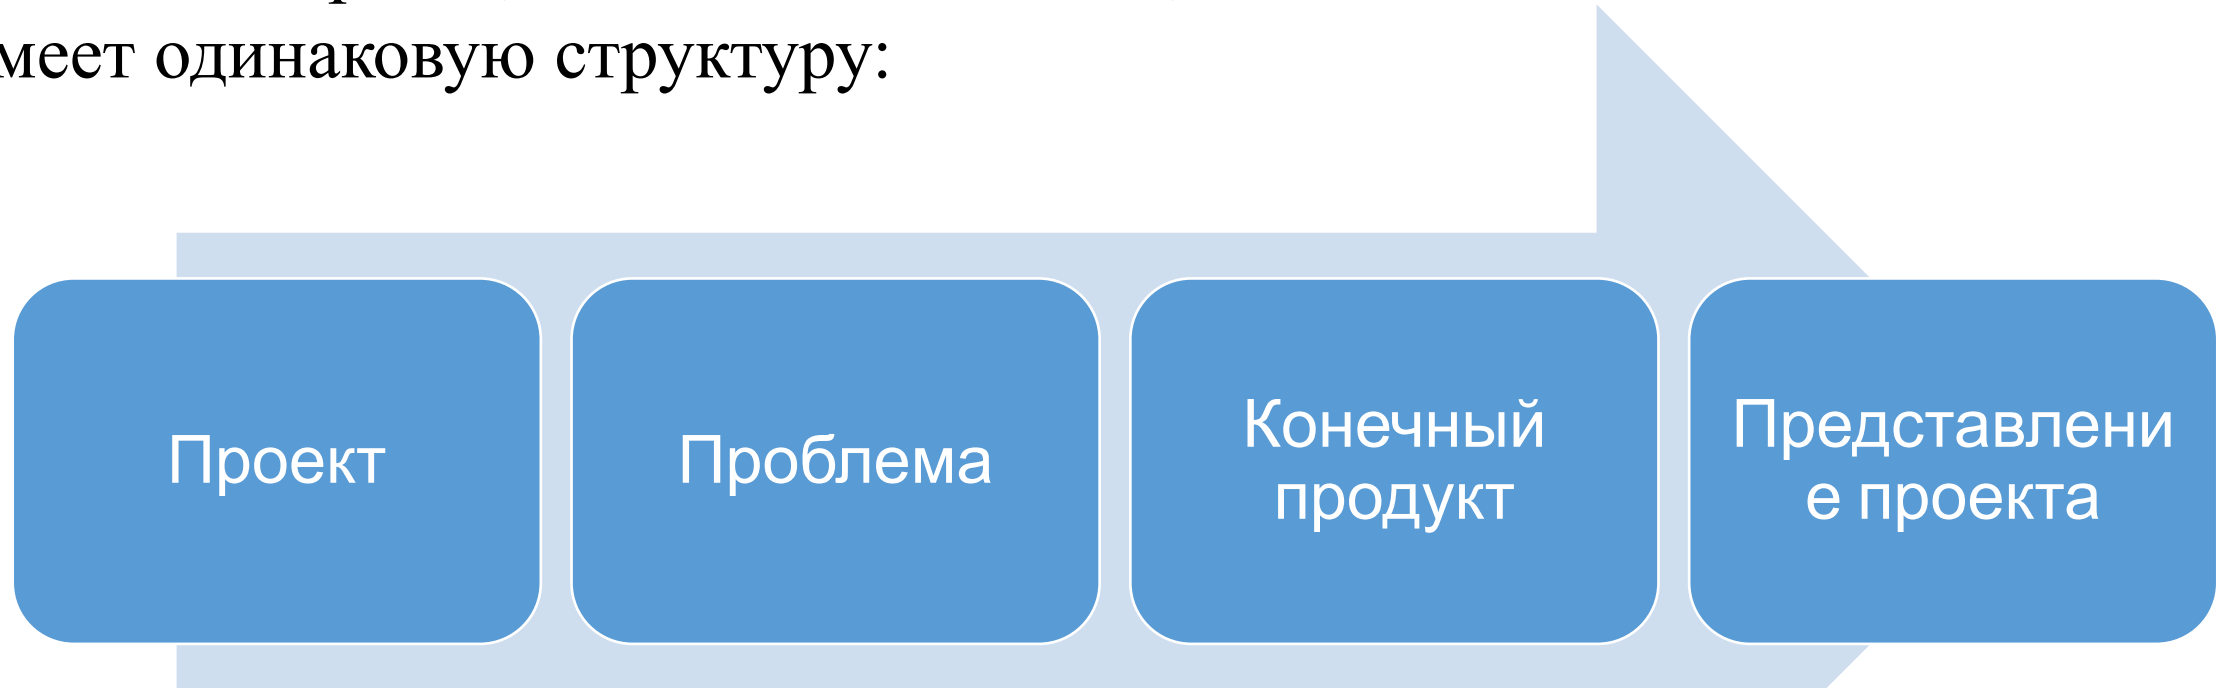 меет одинаковую структуру:
Проект
Проблема
Конечный
продукт
Представлени
е проекта